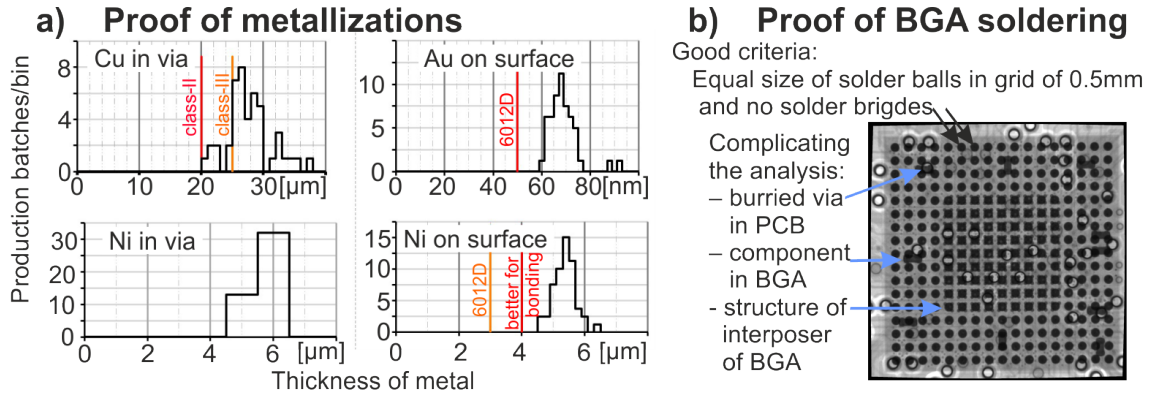 a) Proof of metallizations
Production batches/bin
Cu in via
8
4
0
class-II
class-III
0 10 20 30 [μm]
Au on surface
10
5
0
6012D
0 20 40 60 80 [nm]
Ni in via
30
20
10
0
0 2 4 6 [μm]
Ni on surface
15
10
5
0
6012D
better for
bonding
0 2 4 6 [μm]
Thickness of metal
b) Proof of BGA soldering
Good criteria:
Equal size of solder balls in grid of 0.5mm
and no solder brigdes
Complicating
the analysis:
– burried via
in PCB
– component
in BGA
- structure of
interposer
of BGA